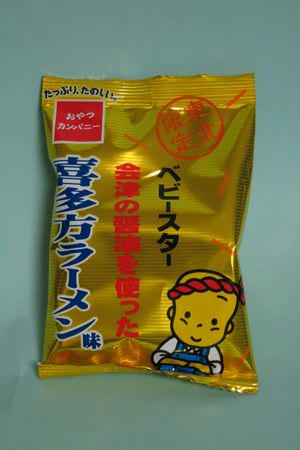 たっぷり、たのしい。
おやつ
カンパニー
東北
限定
ベビースター
会津の醤油を使った
喜多方ラーメン味